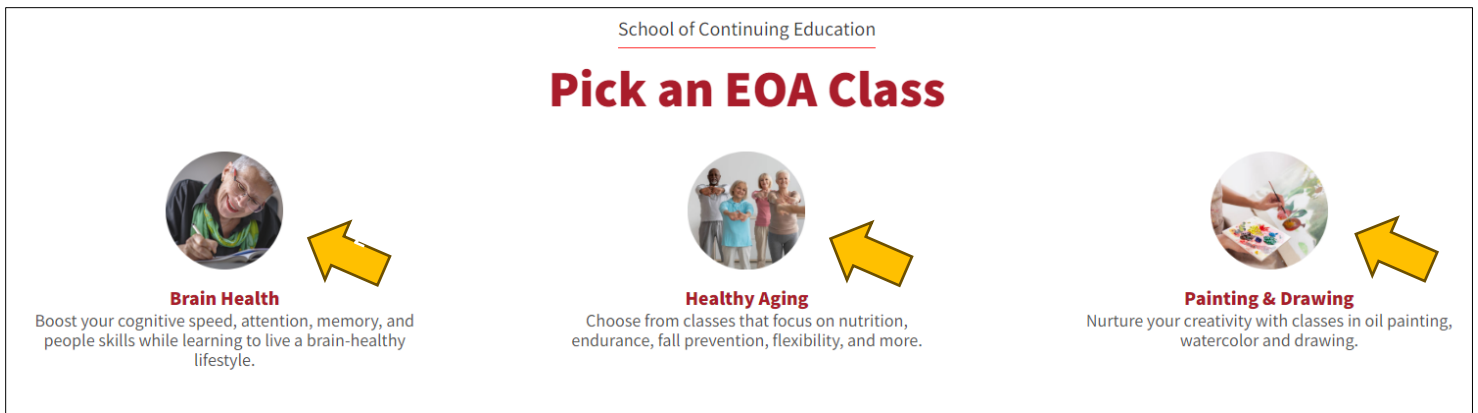 School of Continuing Education
Pick an EOA Class
Brain Health
Boost your cognitive speed, attention, memory, and
people skills while learning to live a brain-healthy
lifestyle.
Healthy Aging
Choose from classes that focus on nutrition,
endurance, fall prevention, flexibility, and more.
Painting & Drawing
Nurture your creativity with classes in oil painting,
watercolor and drawing.